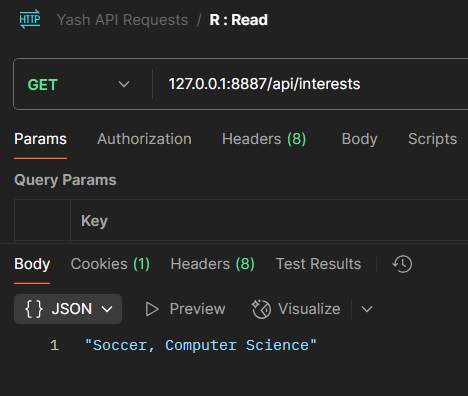 HTTP Yash API Requests / R : Read
GET 127.0.0.1:8887/api/interests
Params Authorization Headers (8) Body Scripts
Query Params
Key
Body Cookies (1) Headers (8) Test Results
{} JSON Preview Visualize
1 "Soccer, Computer Science"